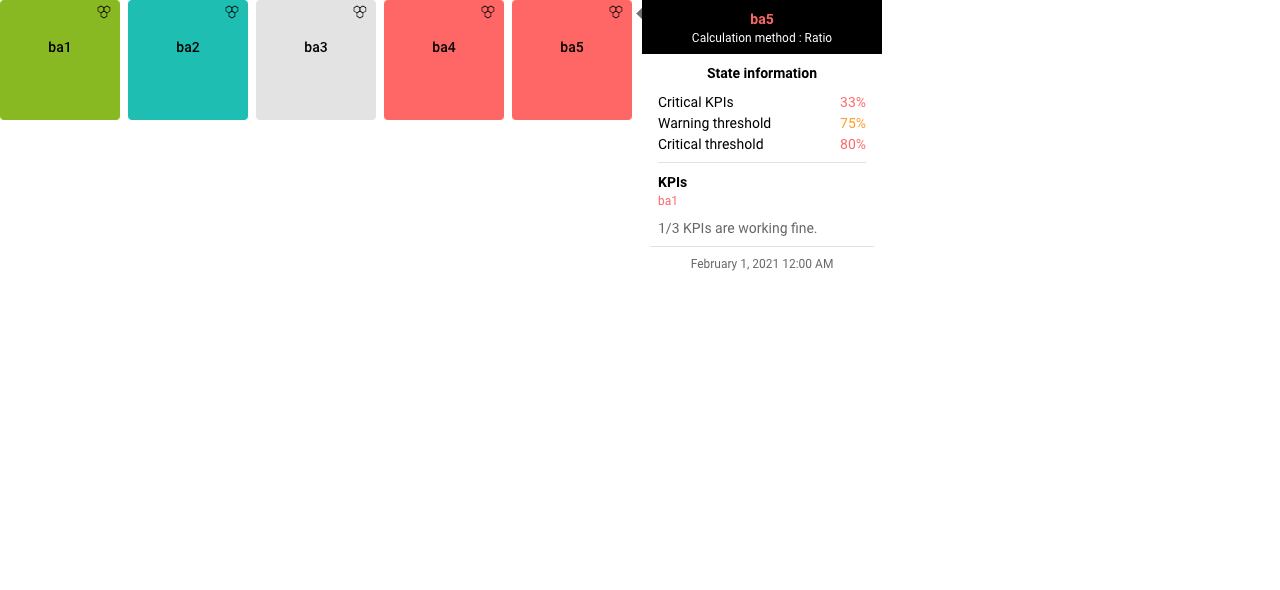 ba1
ba2
ba3
ba4
ba5
ba5
Calculation method : Ratio
State information
Critical KPIs 33%
Warning threshold 75%
Critical threshold 80%
KPIs
ba1
1/3 KPIs are working fine.
February 1, 2021 12:00 AM